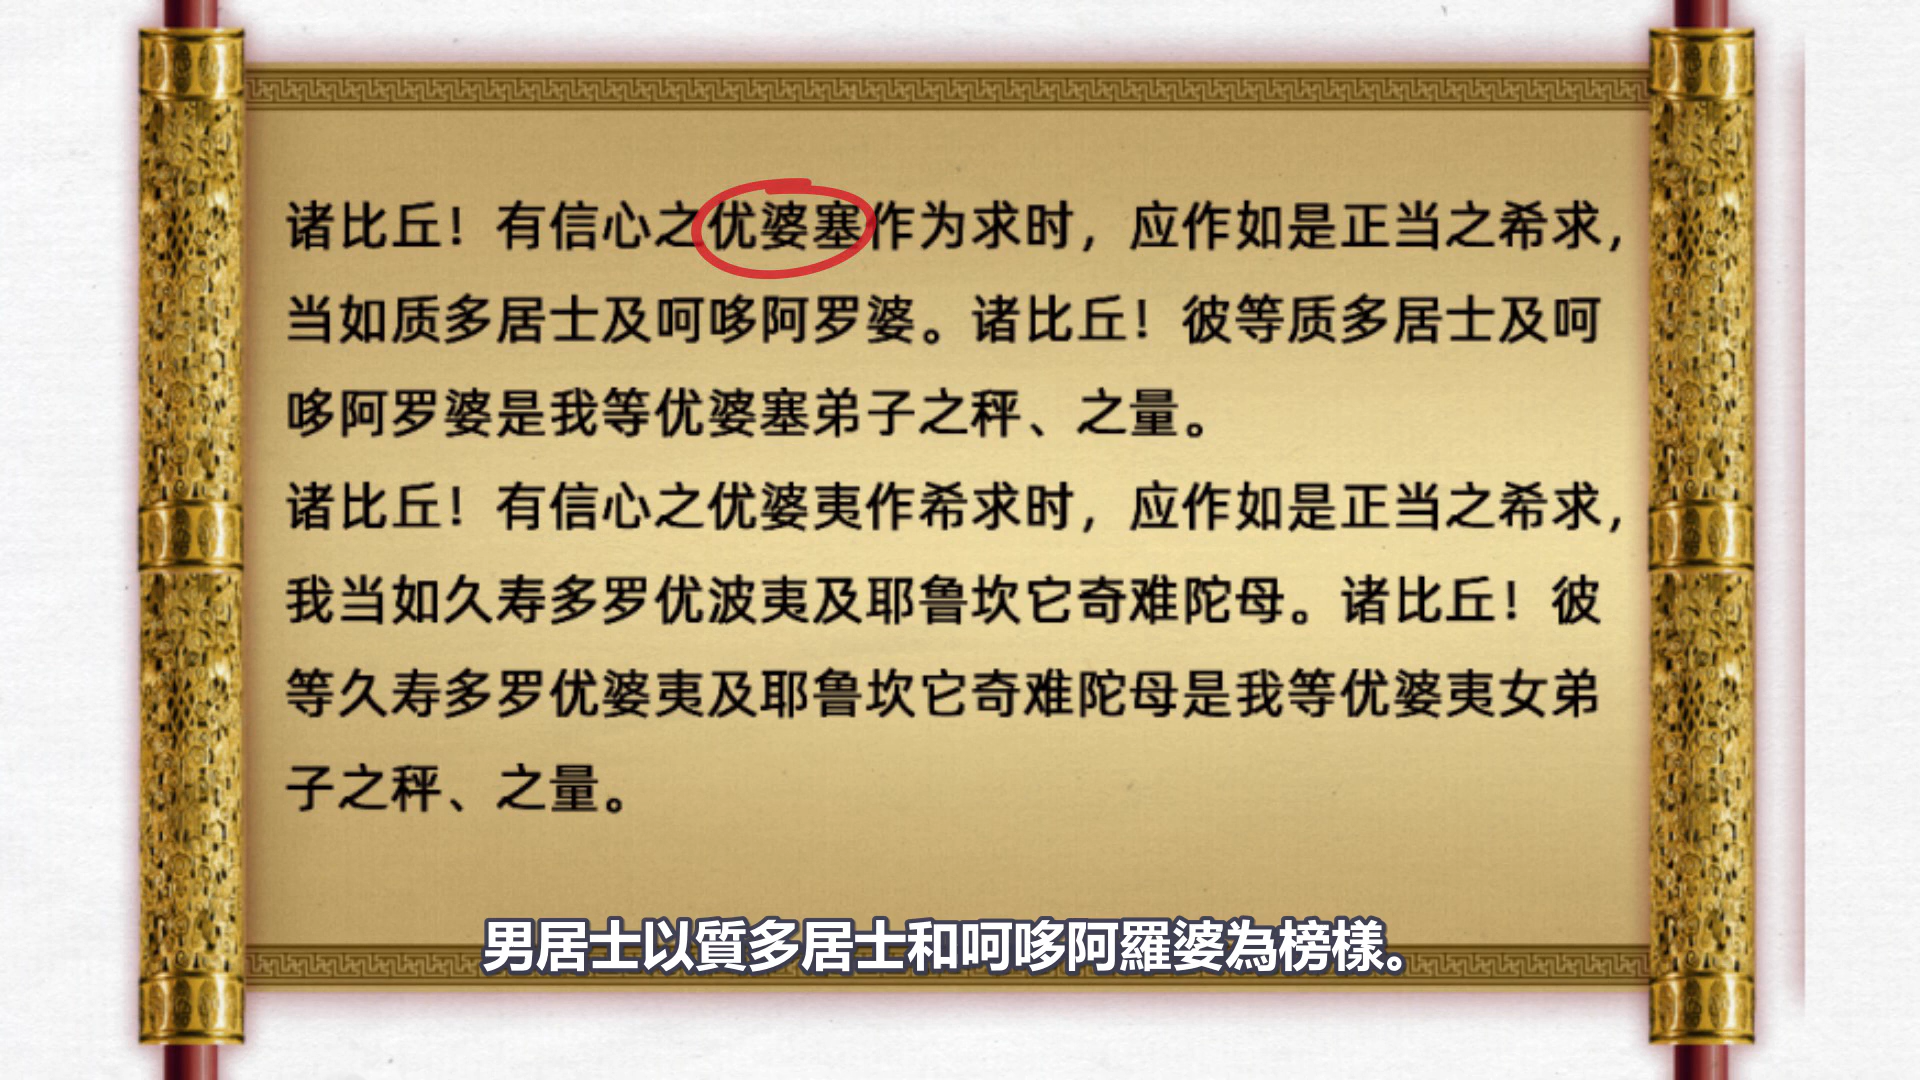 诸比丘！有信心之优婆塞作为求时，应作如是正当之希求，
当如质多居士及呵哆阿罗婆。诸比丘！彼等质多居士及呵
哆阿罗婆是我等优婆塞弟子之秤、之量。
诸比丘！有信心之优婆夷作希求时，应作如是正当之希求，
我当如久寿多罗优波夷及耶鲁坎它奇难陀母。诸比丘！彼
等久寿多罗优婆夷及耶鲁坎它奇难陀母是我等优婆夷女弟
子之秤、之量。
男居士以質多居士和呵哆阿羅婆為榜樣。